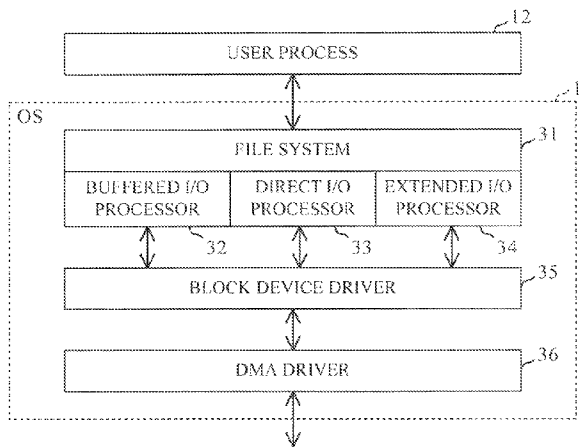 12
USER PROCESS
OS
FILE SYSTEM
31
BUFFERED I/O PROCESSOR
DIRECT I/O PROCESSOR
EXTENDED I/O PROCESSOR
32
33
34
BLOCK DEVICE DRIVER
35
DMA DRIVER
36